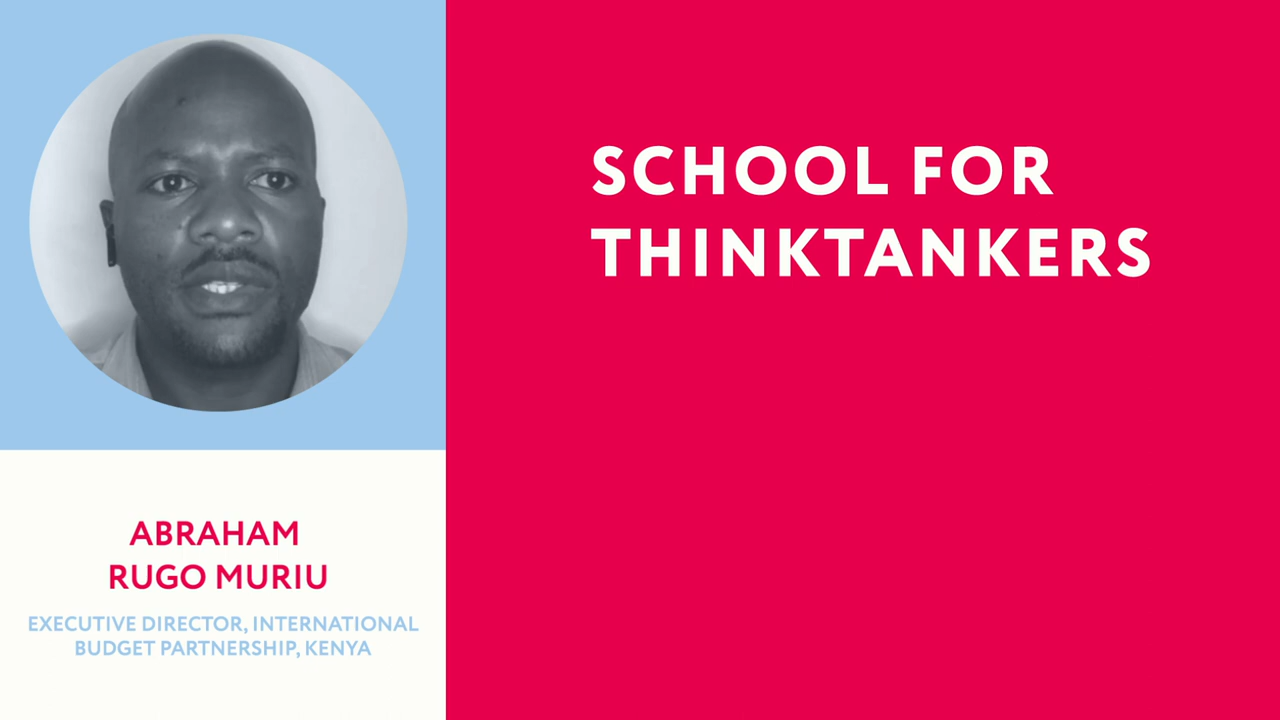 SCHOOL FOR
THINKTANKERS
ABRAHAM
RUGO MURIU
EXECUTIVE DIRECTOR, INTERNATIONAL
BUDGET PARTNERSHIP, KENYA